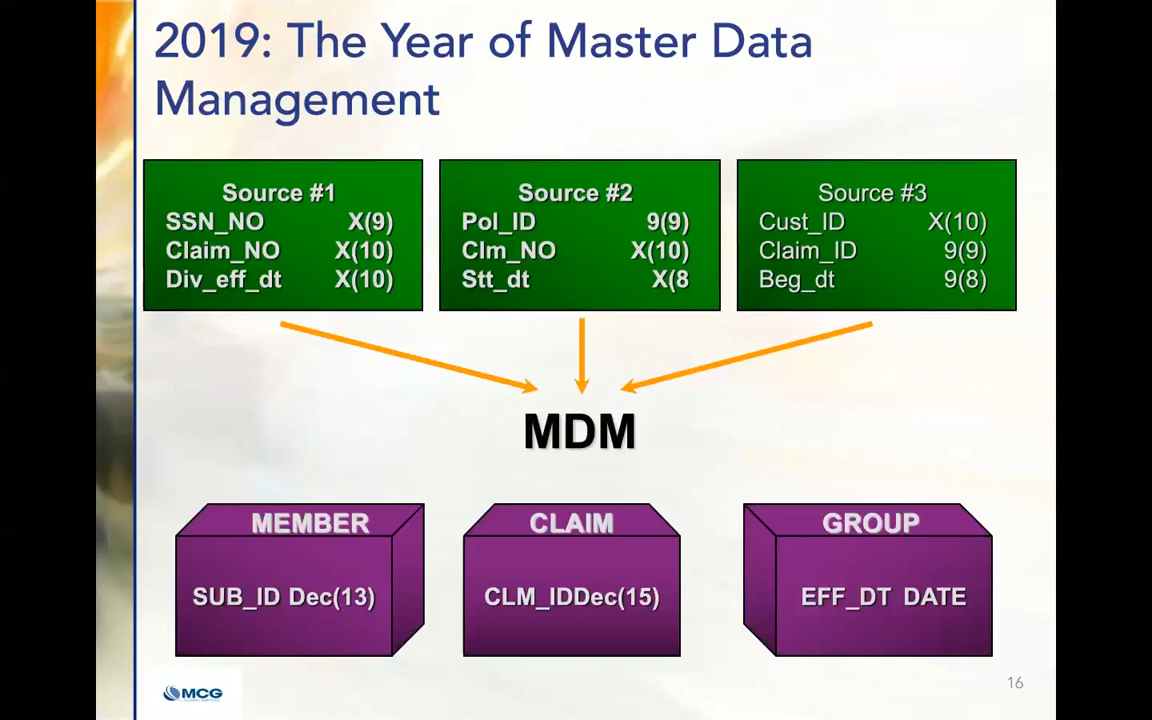 2019: The Year of Master Data
Management
Source #1
SSN_NO X(9)
Claim_NO X(10)
Div_eff_dt X(10)
Source #2
Pol_ID 9(9)
Clm_NO X(10)
Stt_dt X(8
Source #3
Cust_ID X(10)
Claim_ID 9(9)
Beg_dt 9(8)
MDM
MEMBER
SUB_ID Dec(13)
CLAIM
CLM_IDDec(15)
GROUP
EFF_DT DATE
MCG
16